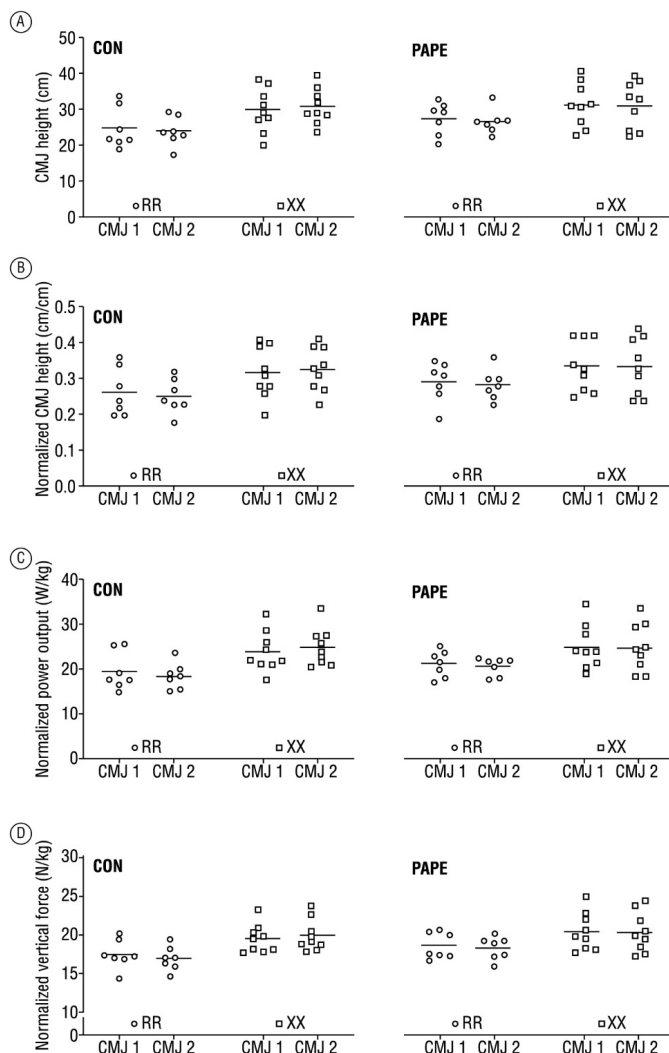 A
CON
PAPE
CMJ height (cm)
50
40
30
20
10
0
RR
XX
RR
XX
CMJ 1 CMJ 2 CMJ 1 CMJ 2 CMJ 1 CMJ 2 CMJ 1 CMJ 2
B
CON
PAPE
Normalized CMJ height (cm/cm)
0.5
0.4
0.3
0.2
0.1
0.0
RR
XX
RR
XX
CMJ 1 CMJ 2 CMJ 1 CMJ 2 CMJ 1 CMJ 2 CMJ 1 CMJ 2
C
CON
PAPE
Normalized power output (W/kg)
40
30
20
10
0
RR
XX
RR
XX
CMJ 1 CMJ 2 CMJ 1 CMJ 2 CMJ 1 CMJ 2 CMJ 1 CMJ 2
D
CON
PAPE
Normalized vertical force (N/kg)
30
25
20
15
10
10
0
RR
XX
RR
XX
CMJ 1 CMJ 2 CMJ 1 CMJ 2 CMJ 1 CMJ 2 CMJ 1 CMJ 2